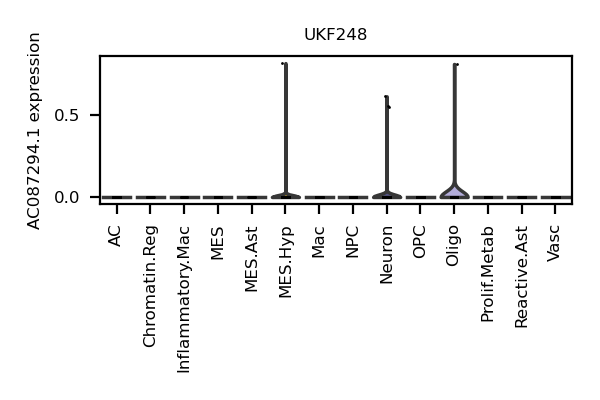 UKF248
AC087294.1 expression
0.5
0.0
AC
Chromatin.Reg
Inflammatory.Mac
MES
MES.Ast
MES.Hyp
Mac
NPC
Neuron
OPC
Oligo
Prolif.Metab
Reactive.Ast
Vasc